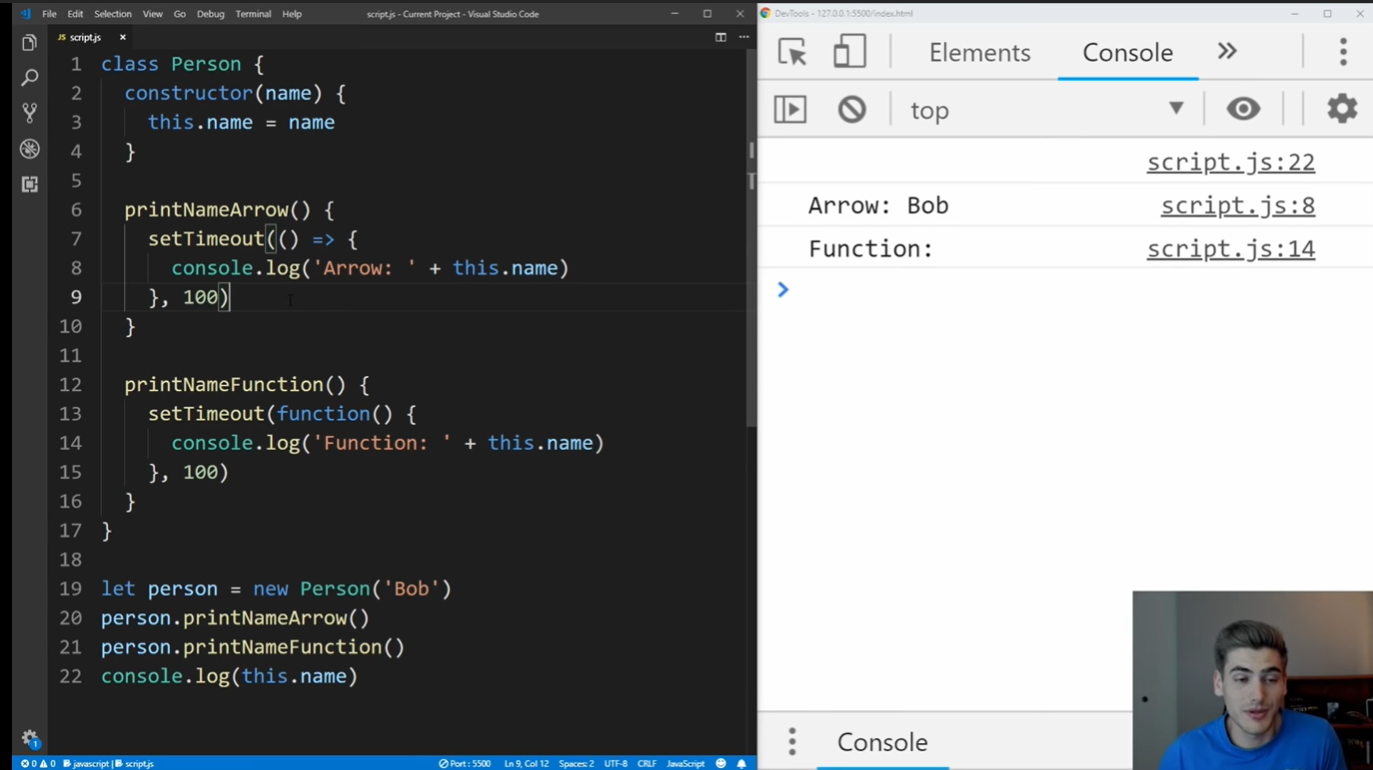 File Edit Selection View Go Debug Terminal Help script.js - Current Project - Visual Studio Code
JS script.js
1 class Person {
2 constructor(name) {
3 this.name = name
4 }
5
6 printNameArrow() {
7 setTimeout(() => {
8 console.log('Arrow: ' + this.name)
9 }, 100)
10 }
11
12 printNameFunction() {
13 setTimeout(function() {
14 console.log('Function: ' + this.name)
15 }, 100)
16 }
17 }
18
19 let person = new Person('Bob')
20 person.printNameArrow()
21 person.printNameFunction()
22 console.log(this.name)
1
0 0 javascript | script.js Port : 5500 Ln 9, Col 12 Spaces: 2 UTF-8 CRLF JavaScript
DevTools - 127.0.0.1:5500/index.html
Elements Console
top
script.js:22
Arrow: Bob script.js:8
Function: script.js:14
Console